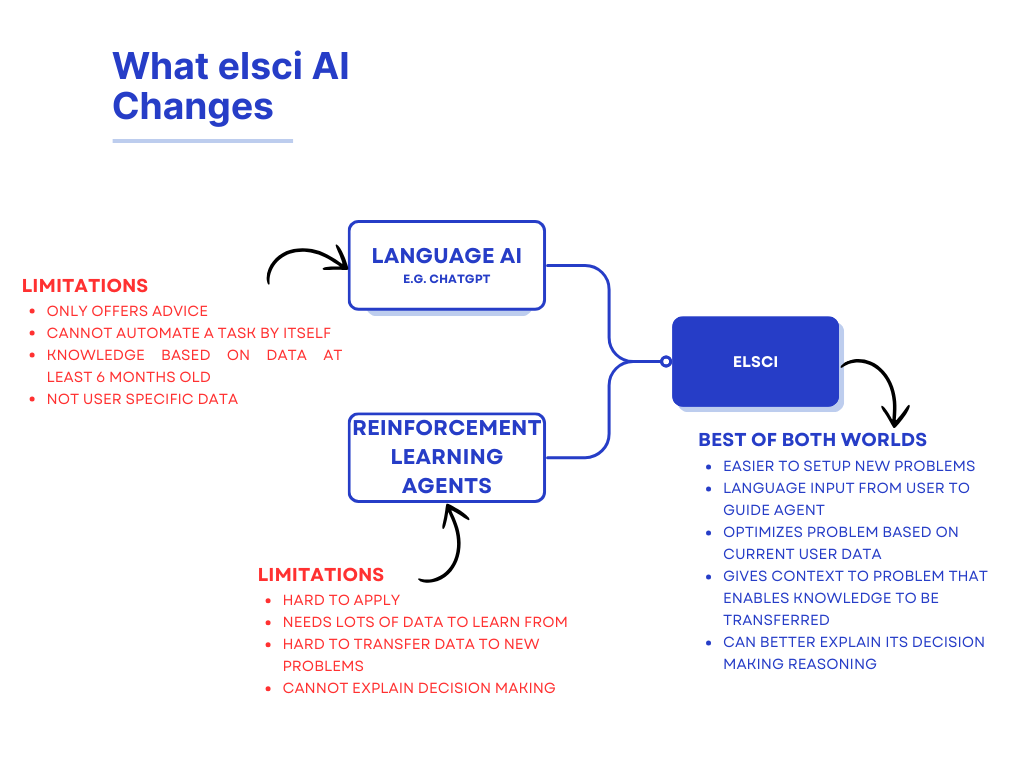 What elsci AI
Changes
LANGUAGE AI
E.G. CHATGPT
LIMITATIONS
ONLY OFFERS ADVICE
CANNOT AUTOMATE A TASK BY ITSELF
KNOWLEDGE BASED ON DATA AT
LEAST 6 MONTHS OLD
NOT USER SPECIFIC DATA
REINFORCEMENT
LEARNING
AGENTS
LIMITATIONS
HARD TO APPLY
NEEDS LOTS OF DATA TO LEARN FROM
HARD TO TRANSFER DATA TO NEW
PROBLEMS
CANNOT EXPLAIN DECISION MAKING
ELSCI
BEST OF BOTH WORLDS
EASIER TO SETUP NEW PROBLEMS
LANGUAGE INPUT FROM USER TO
GUIDE AGENT
OPTIMIZES PROBLEM BASED ON
CURRENT USER DATA
GIVES CONTEXT TO PROBLEM THAT
ENABLES KNOWLEDGE TO BE
TRANSFERRED
CAN BETTER EXPLAIN ITS DECISION
MAKING REASONING